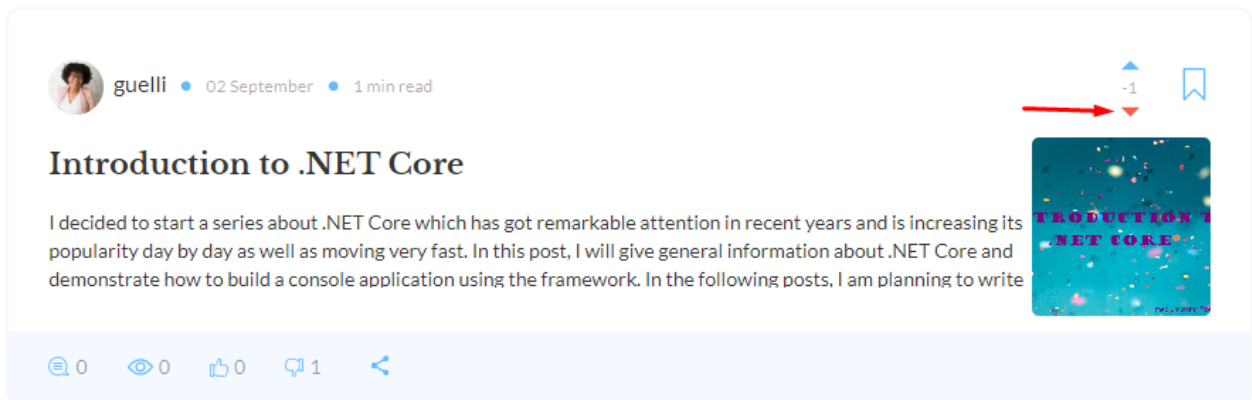 guelli 02 September 1 min read
-1
Introduction to .NET Core
I decided to start a series about .NET Core which has got remarkable attention in recent years and is increasing its
popularity day by day as well as moving very fast. In this post, I will give general information about .NET Core and
demonstrate how to build a console application using the framework. In the following posts, I am planning to write
TRODUCTION T
.NET CORE
0 0 0 1